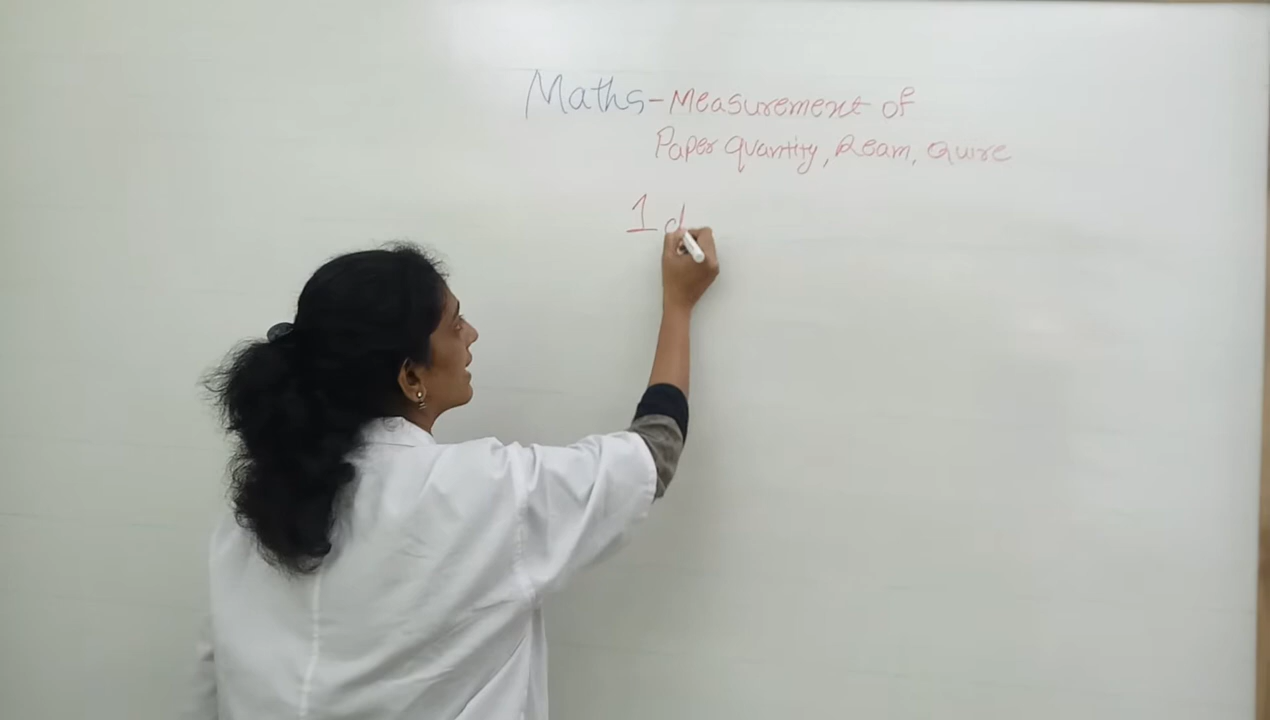 Maths-Measurement of
Paper quantity, Ream, Quire
1 d